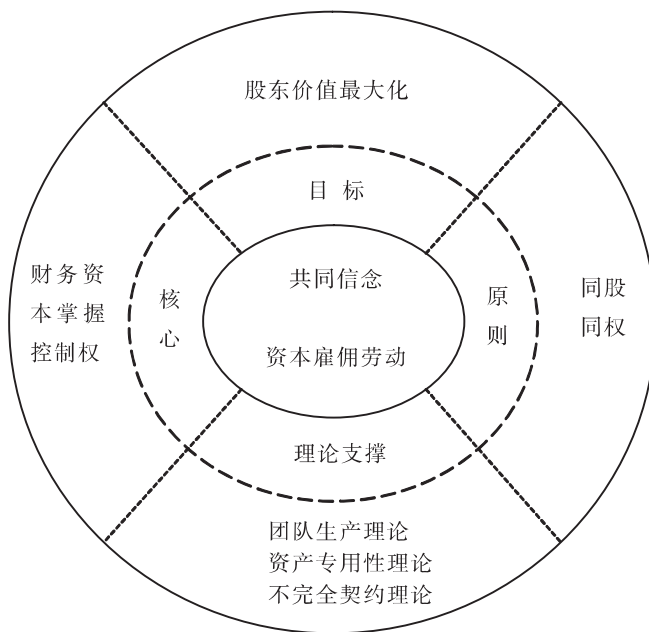 股东价值最大化
目标
共同信念
资本雇佣劳动
财务资
本掌握
控制权
核
心
原
则
同股
同权
理论支撑
团队生产理论
资产专用性理论
不完全契约理论